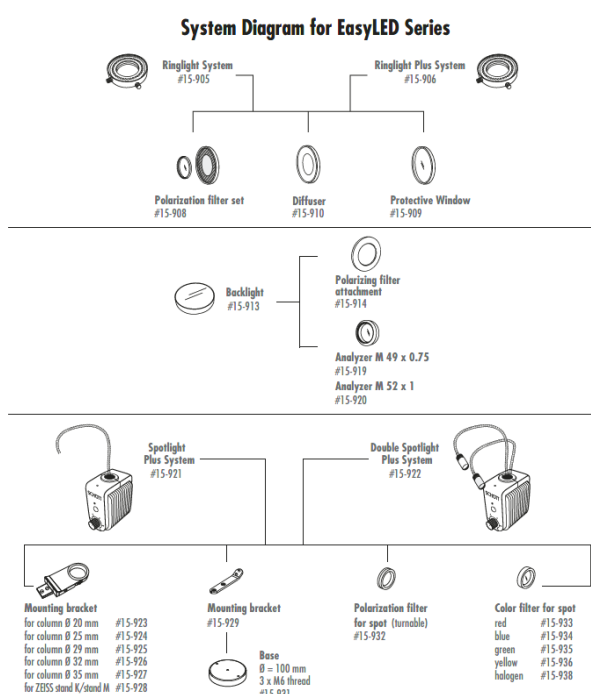 System Diagram for EasyLED Series
Ringlight System
#15-905
Ringlight Plus System
#15-906
Polarization filter set
#15-908
Diffuser
#15-910
Protective Window
#15-909
Backlight
#15-913
Polarizing filter
attachment
#15-914
Analyzer M 49 x 0.75
#15-919
Analyzer M 52 x 1
#15-920
Spotlight
Plus System
#15-921
Double Spotlight
Plus System
#15-922
SCHOTT
SCHOTT
Mounting bracket
for column Ø 20 mm #15-923
for column Ø 25 mm #15-924
for column Ø 29 mm #15-925
for column Ø 32 mm #15-926
for column Ø 35 mm #15-927
for ZEISS stand K/stand M #15-928
Mounting bracket
#15-929
Base
Ø = 100 mm
3 x M6 thread
#15-931
Polarization filter
for spot (turnable)
#15-932
Color filter for spot
red #15-933
blue #15-934
green #15-935
yellow #15-936
halogen #15-938